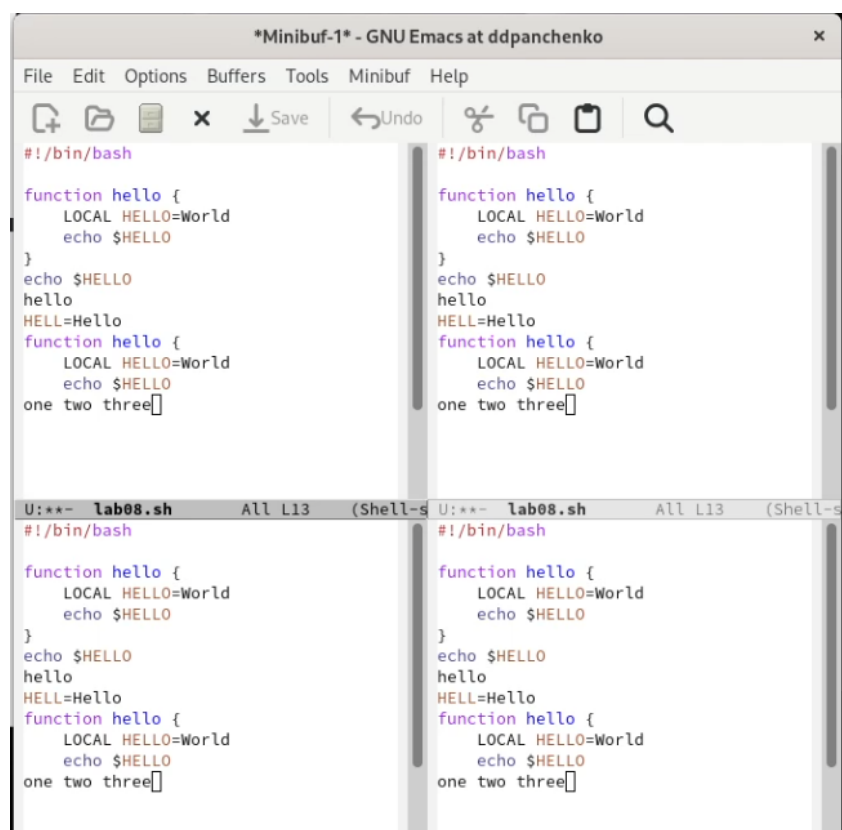 *Minibuf-1* - GNU Emacs at ddpanchenko
File Edit Options Buffers Tools Minibuf Help
Save Undo
#!/bin/bash
function hello {
LOCAL HELLO=World
echo $HELLO
}
echo $HELLO
hello
HELL=Hello
function hello {
LOCAL HELLO=World
echo $HELLO
one two three
U:**- lab08.sh All L13 (Shell-s
#!/bin/bash
function hello {
LOCAL HELLO=World
echo $HELLO
}
echo $HELLO
hello
HELL=Hello
function hello {
LOCAL HELLO=World
echo $HELLO
one two three
U:**- lab08.sh All L13 (Shell-s
#!/bin/bash
function hello {
LOCAL HELLO=World
echo $HELLO
}
echo $HELLO
hello
HELL=Hello
function hello {
LOCAL HELLO=World
echo $HELLO
one two three
#!/bin/bash
function hello {
LOCAL HELLO=World
echo $HELLO
}
echo $HELLO
hello
HELL=Hello
function hello {
LOCAL HELLO=World
echo $HELLO
one two three